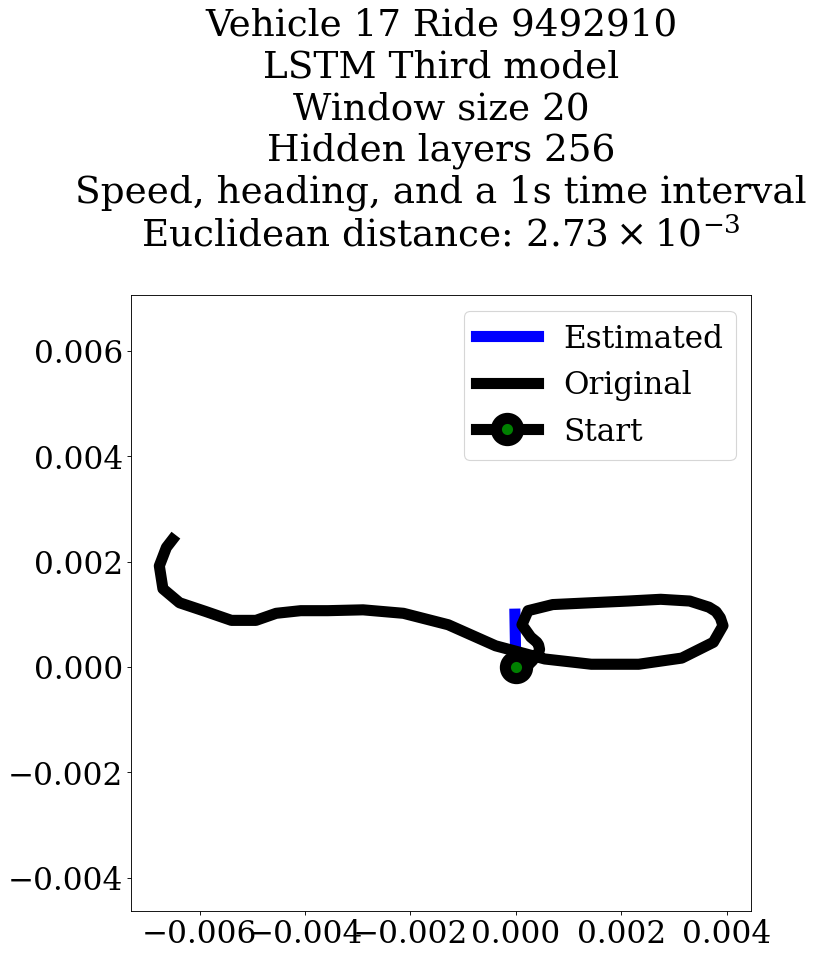 Vehicle 17 Ride 9492910
LSTM Third model
Window size 20
Hidden layers 256
Speed, heading, and a 1s time interval
Euclidean distance: 2.73 × 10⁻³
Estimated
Original
Start
0.006
0.004
0.002
0.000
−0.002
−0.004
−0.006 −0.004 −0.002 0.000 0.002 0.004